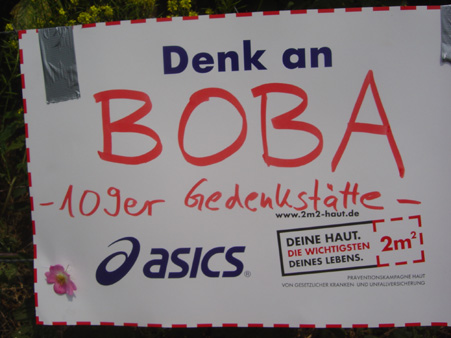 Denk an
BOBA
- 109er Gedenkstätte -
www.2m2-haut.de
DEINE HAUT.
DIE WICHTIGSTEN
DEINES LEBENS.
2m²
asics®
PRÄVENTIONSKAMPAGNE HAUT
VON GESETZLICHER KRANKEN- UND UNFALLVERSICHERUNG